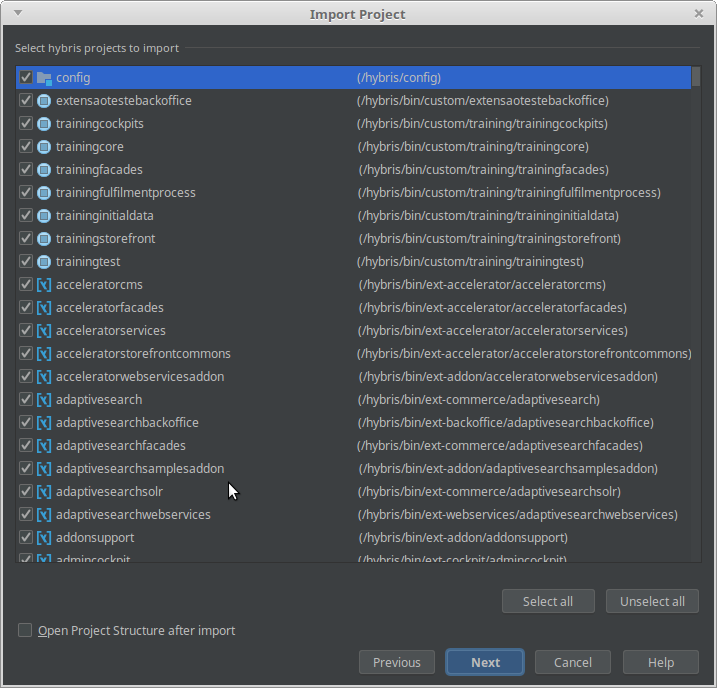 Import Project
Select hybris projects to import
config (/hybris/config)
extensaotestebackoffice (/hybris/bin/custom/extensaotestebackoffice)
trainingcockpits (/hybris/bin/custom/training/trainingcockpits)
trainingcore (/hybris/bin/custom/training/trainingcore)
trainingfacades (/hybris/bin/custom/training/trainingfacades)
trainingfulfilmentprocess (/hybris/bin/custom/training/trainingfulfilmentprocess)
traininginitialdata (/hybris/bin/custom/training/traininginitialdata)
trainingstorefront (/hybris/bin/custom/training/trainingstorefront)
trainingtest (/hybris/bin/custom/training/trainingtest)
acceleratorcms (/hybris/bin/ext-accelerator/acceleratorcms)
acceleratorfacades (/hybris/bin/ext-accelerator/acceleratorfacades)
acceleratorservices (/hybris/bin/ext-accelerator/acceleratorservices)
acceleratorstorefrontcommons (/hybris/bin/ext-accelerator/acceleratorstorefrontcommons)
acceleratorwebservicesaddon (/hybris/bin/ext-addon/acceleratorwebservicesaddon)
adaptivesearch (/hybris/bin/ext-commerce/adaptivesearch)
adaptivesearchbackoffice (/hybris/bin/ext-backoffice/adaptivesearchbackoffice)
adaptivesearchfacades (/hybris/bin/ext-commerce/adaptivesearchfacades)
adaptivesearchsamplesaddon (/hybris/bin/ext-addon/adaptivesearchsamplesaddon)
adaptivesearchsolr (/hybris/bin/ext-commerce/adaptivesearchsolr)
adaptivesearchwebservices (/hybris/bin/ext-webservices/adaptivesearchwebservices)
addonsupport (/hybris/bin/ext-addon/addonsupport)
admincockpit (/hybris/bin/ext-cockpit/admincockpit)
Select all Unselect all
Open Project Structure after import
Previous Next Cancel Help